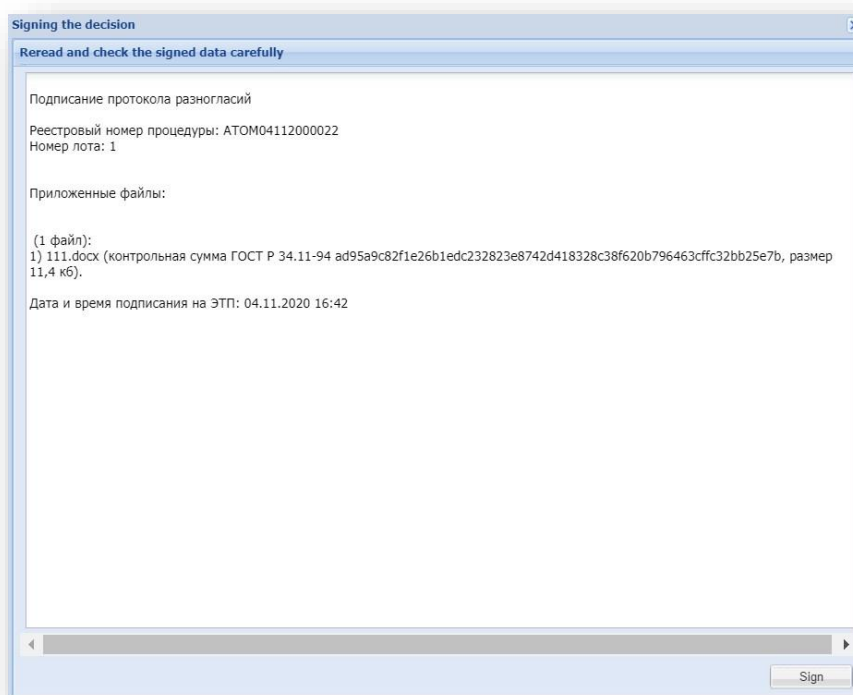 Signing the decision
Reread and check the signed data carefully
Подписание протокола разногласий
Реестровый номер процедуры: ATOM04112000022
Номер лота: 1
Приложенные файлы:
(1 файл):
1) 111.docx (контрольная сумма ГОСТ Р 34.11-94 ad95a9c82f1e26b1edc232823e8742d418328c38f620b796463cffc32bb25e7b, размер
11,4 кб).
Дата и время подписания на ЭТП: 04.11.2020 16:42
Sign